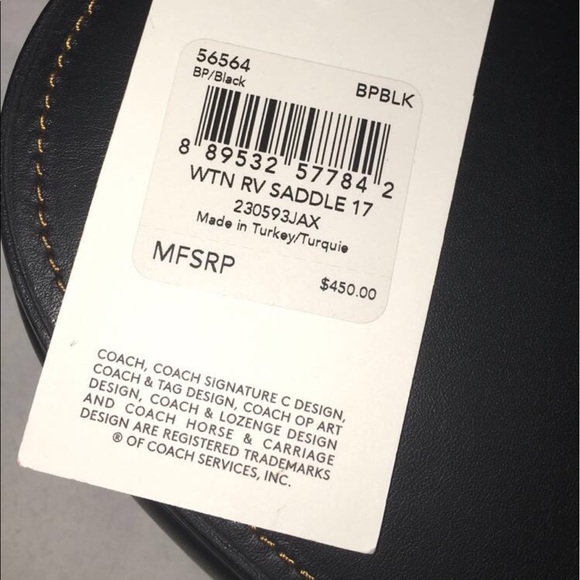 56564
BP/Black
BPBLK
8 89532 57784 2
WTN RV SADDLE 17
230593JAX
Made in Turkey/Turquie
MFSRP
$450.00
COACH, COACH SIGNATURE C DESIGN,
COACH & TAG DESIGN, COACH OP ART
DESIGN, COACH & LOZENGE DESIGN
AND COACH HORSE & CARRIAGE
DESIGN ARE REGISTERED TRADEMARKS
® OF COACH SERVICES, INC.